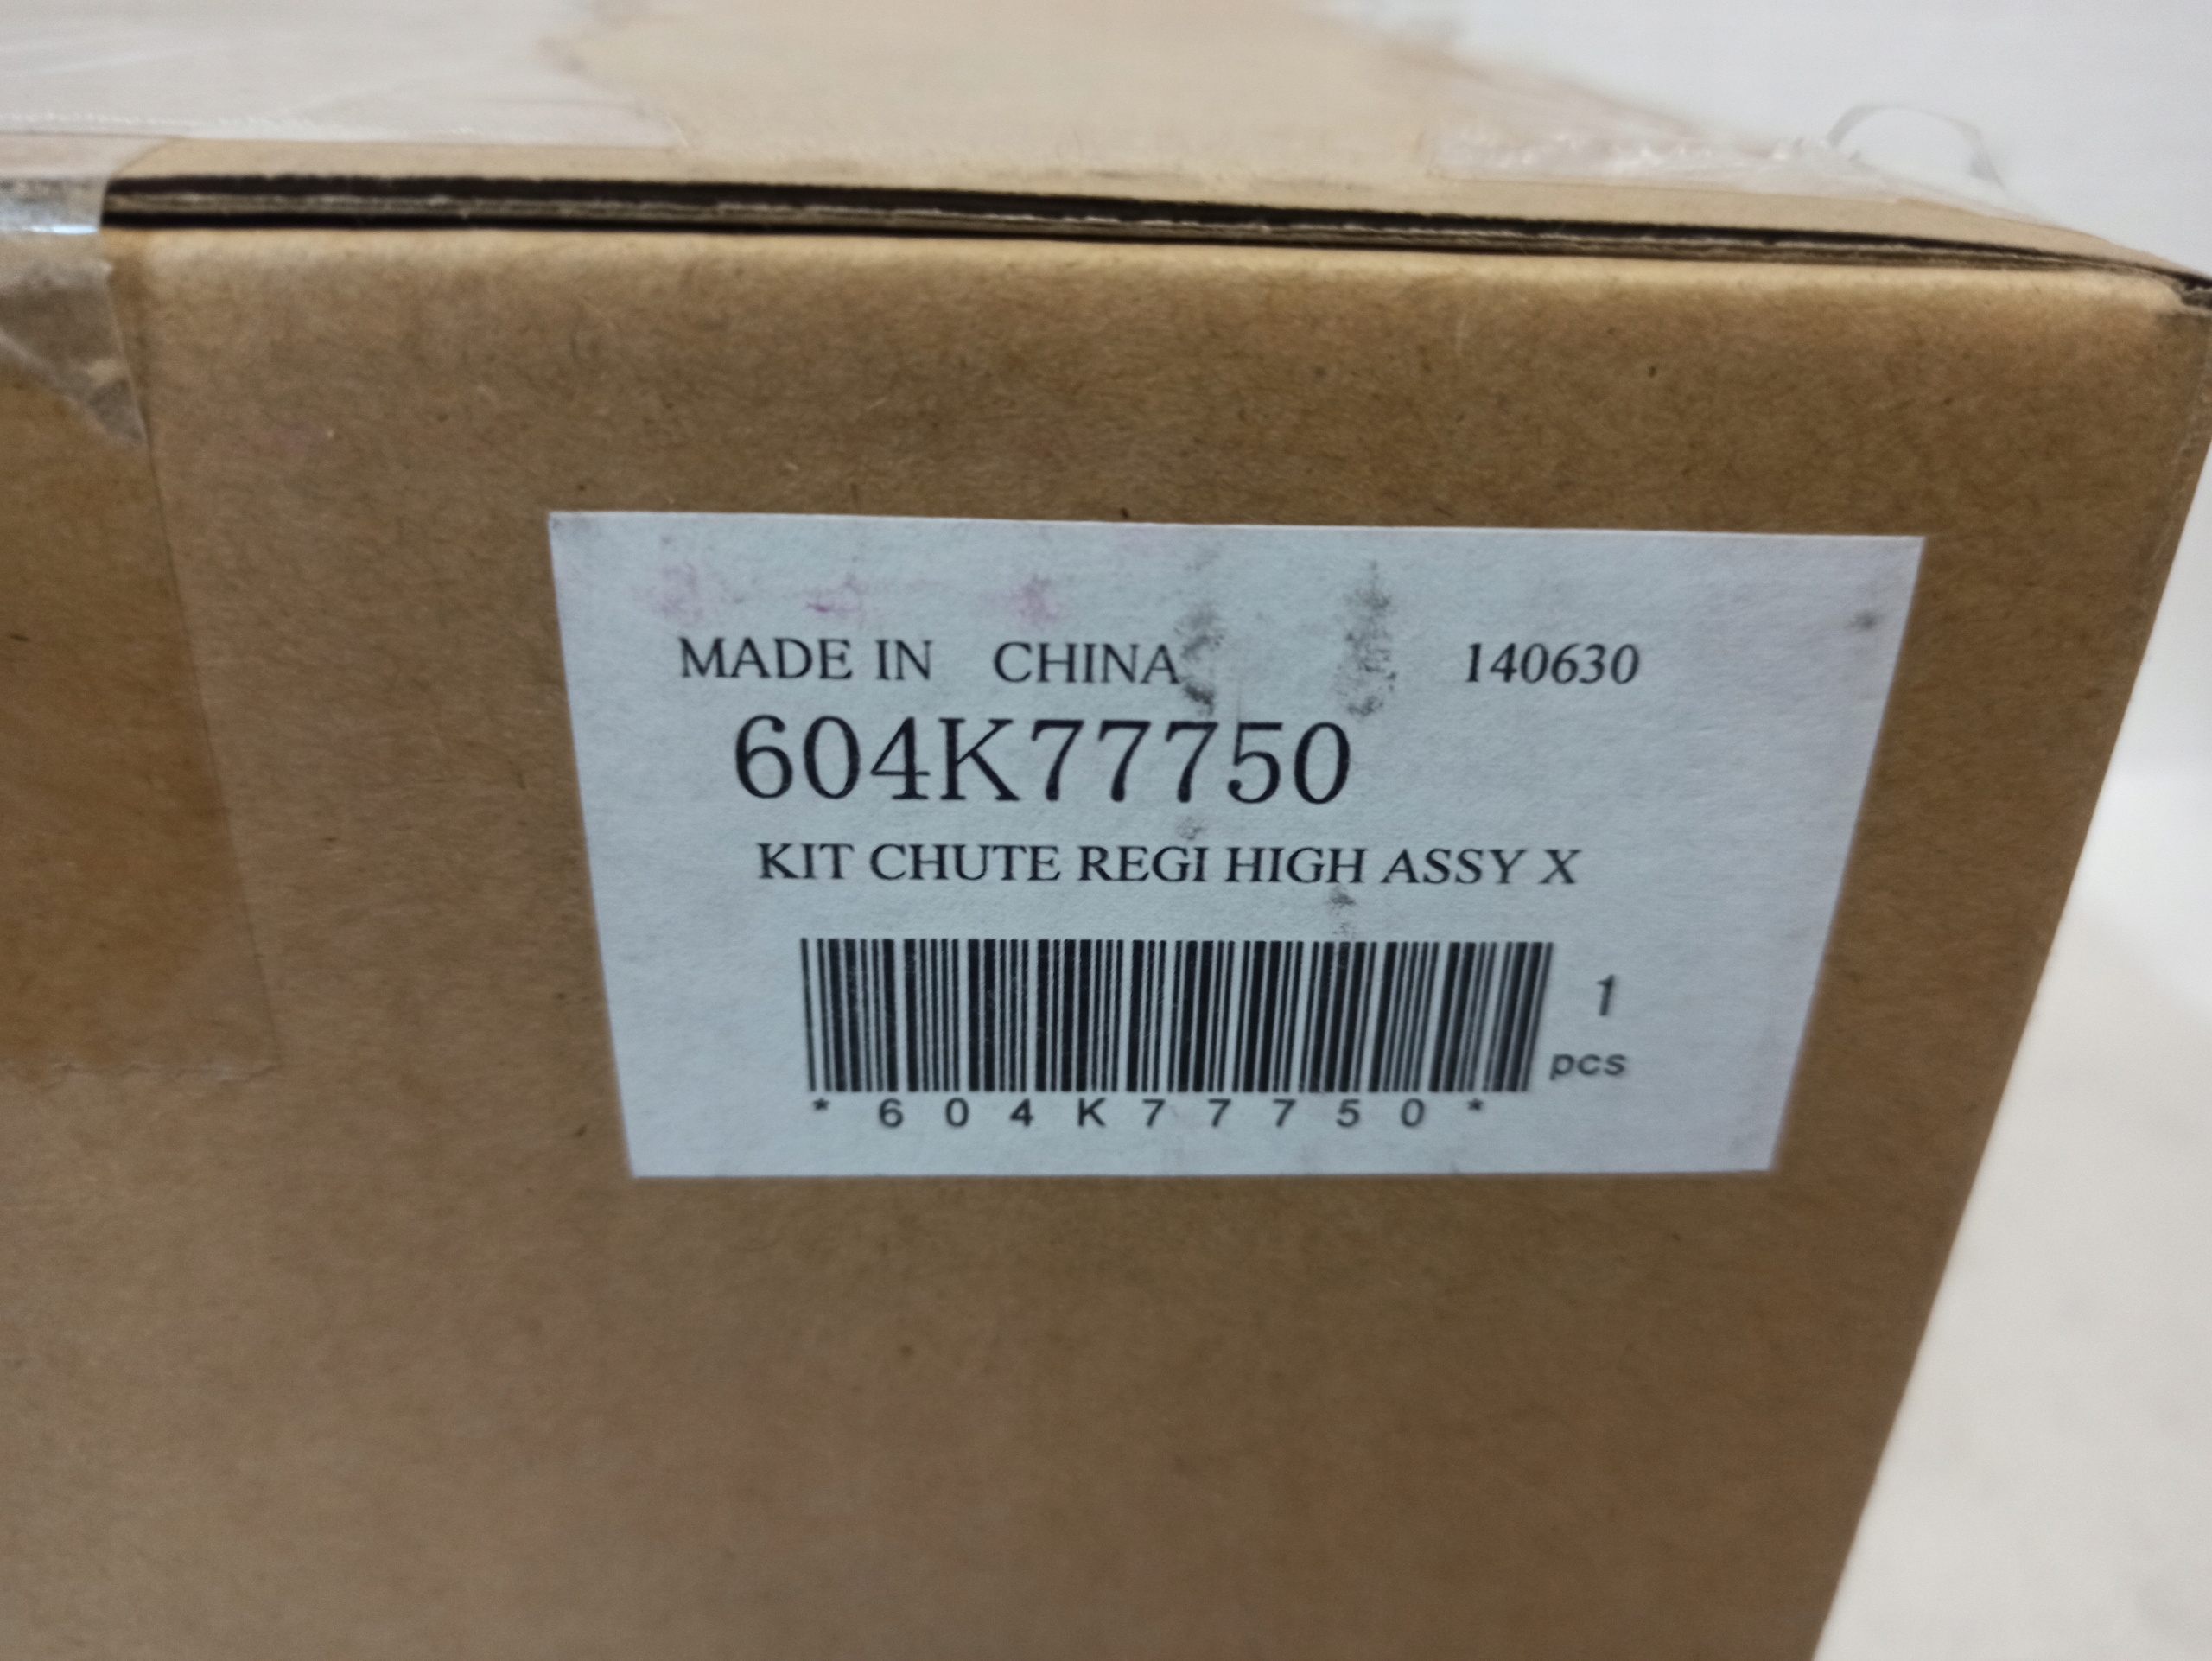 MADE IN CHINA 140630
604K77750
KIT CHUTE REGI HIGH ASSY X
1
pcs
*604K77750*